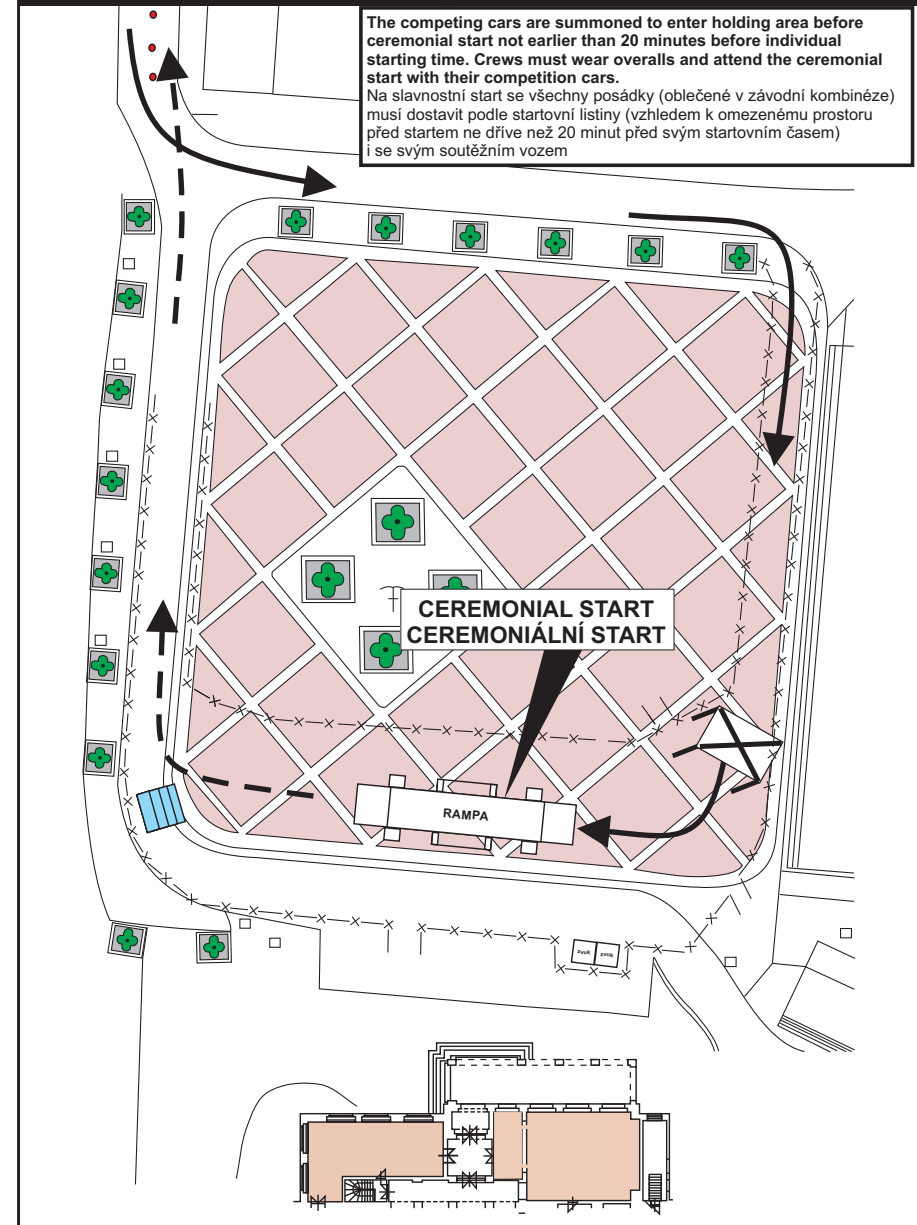 The competing cars are summoned to enter holding area before
ceremonial start not earlier than 20 minutes before individual
starting time. Crews must wear overalls and attend the ceremonial
start with their competition cars.
Na slavnostní start se všechny posádky (oblečené v závodní kombinéze)
musí dostavit podle startovní listiny (vzhledem k omezenému prostoru
před startem ne dříve než 20 minut před svým startovním časem)
i se svým soutěžním vozem
CEREMONIAL START
CEREMONIÁLNÍ START
RAMPA
zvuk zvuk